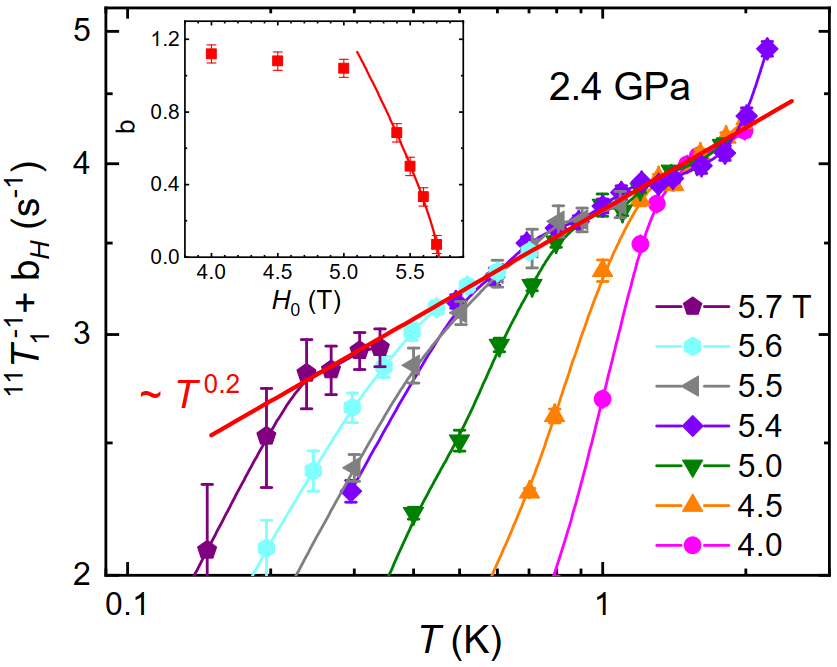 5
4
3
2
0.1
1
T (K)
¹¹T₁⁻¹ + b_H (s⁻¹)
2.4 GPa
~ T^0.2
1.2
0.8
0.4
0.0
4.0 4.5 5.0 5.5
b
H₀ (T)
5.7 T
5.6
5.5
5.4
5.0
4.5
4.0